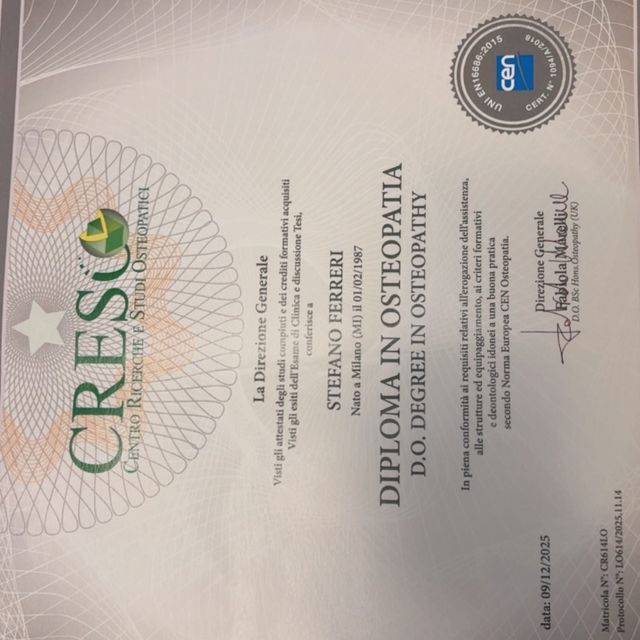 CRESO
CENTRO RICERCHE E STUDI OSTEOPATICI
UNI EN16686:2015
cen
CERT. N° 1094/A/2018
La Direzione Generale
Visti gli attestati degli studi compiuti e dei crediti formativi acquisiti
Visti gli esiti dell'Esame di Clinica e discussione Tesi,
conferisce a
STEFANO FERRERI
Nato a Milano (MI) il 01/02/1987
DIPLOMA IN OSTEOPATIA
D.O. DEGREE IN OSTEOPATHY
In piena conformità ai requisiti relativi all'erogazione dell'assistenza,
alle strutture ed equipaggiamento, ai criteri formativi
e deontologici idonei a una buona pratica
secondo Norma Europea CEN Osteopatia.
Direzione Generale
Fabiola
D.O. BSc Hons Osteopathy (UK)
data: 09/12/2025
Matricola N°: CR614LO
Protocollo N°: LO614/2025.11.14